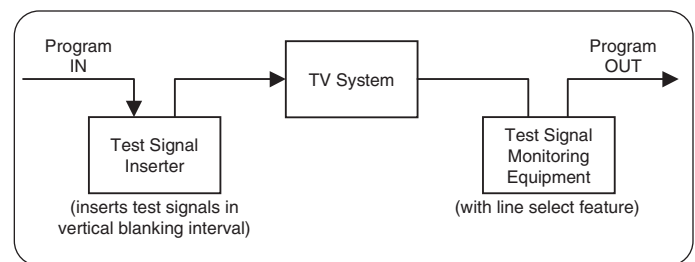 Program
IN
Test Signal
Inserter
(inserts test signals in
vertical blanking interval)
TV System
Program
OUT
Test Signal
Monitoring
Equipment
(with line select feature)